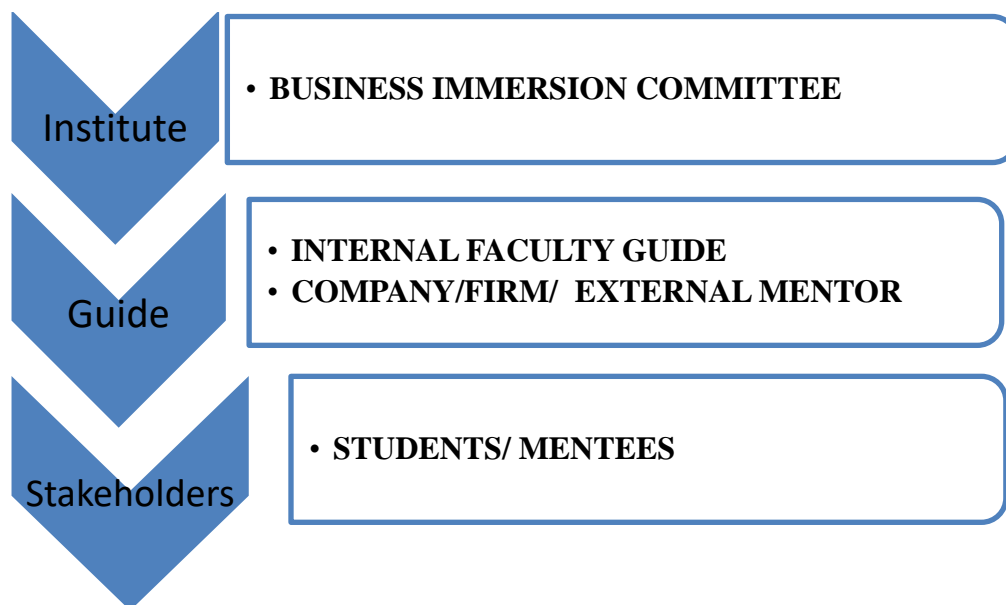 Institute
• BUSINESS IMMERSION COMMITTEE
Guide
• INTERNAL FACULTY GUIDE
• COMPANY/FIRM/ EXTERNAL MENTOR
Stakeholders
• STUDENTS/ MENTEES